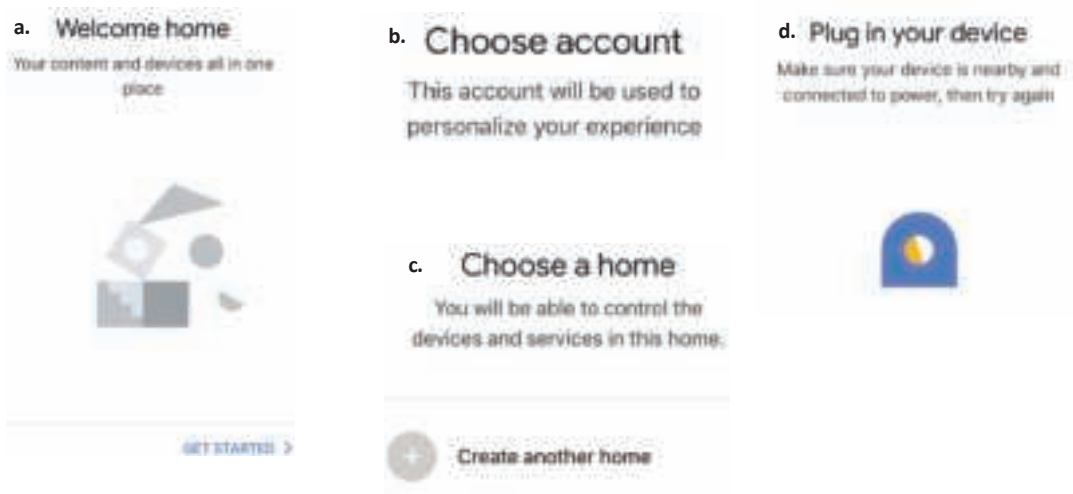 a. Welcome home
Your content and devices all in one
place
GET STARTED >
b. Choose account
This account will be used to
personalize your experience
c. Choose a home
You will be able to control the
devices and services in this home.
Create another home
d. Plug in your device
Make sure your device is nearby and
connected to power, then try again